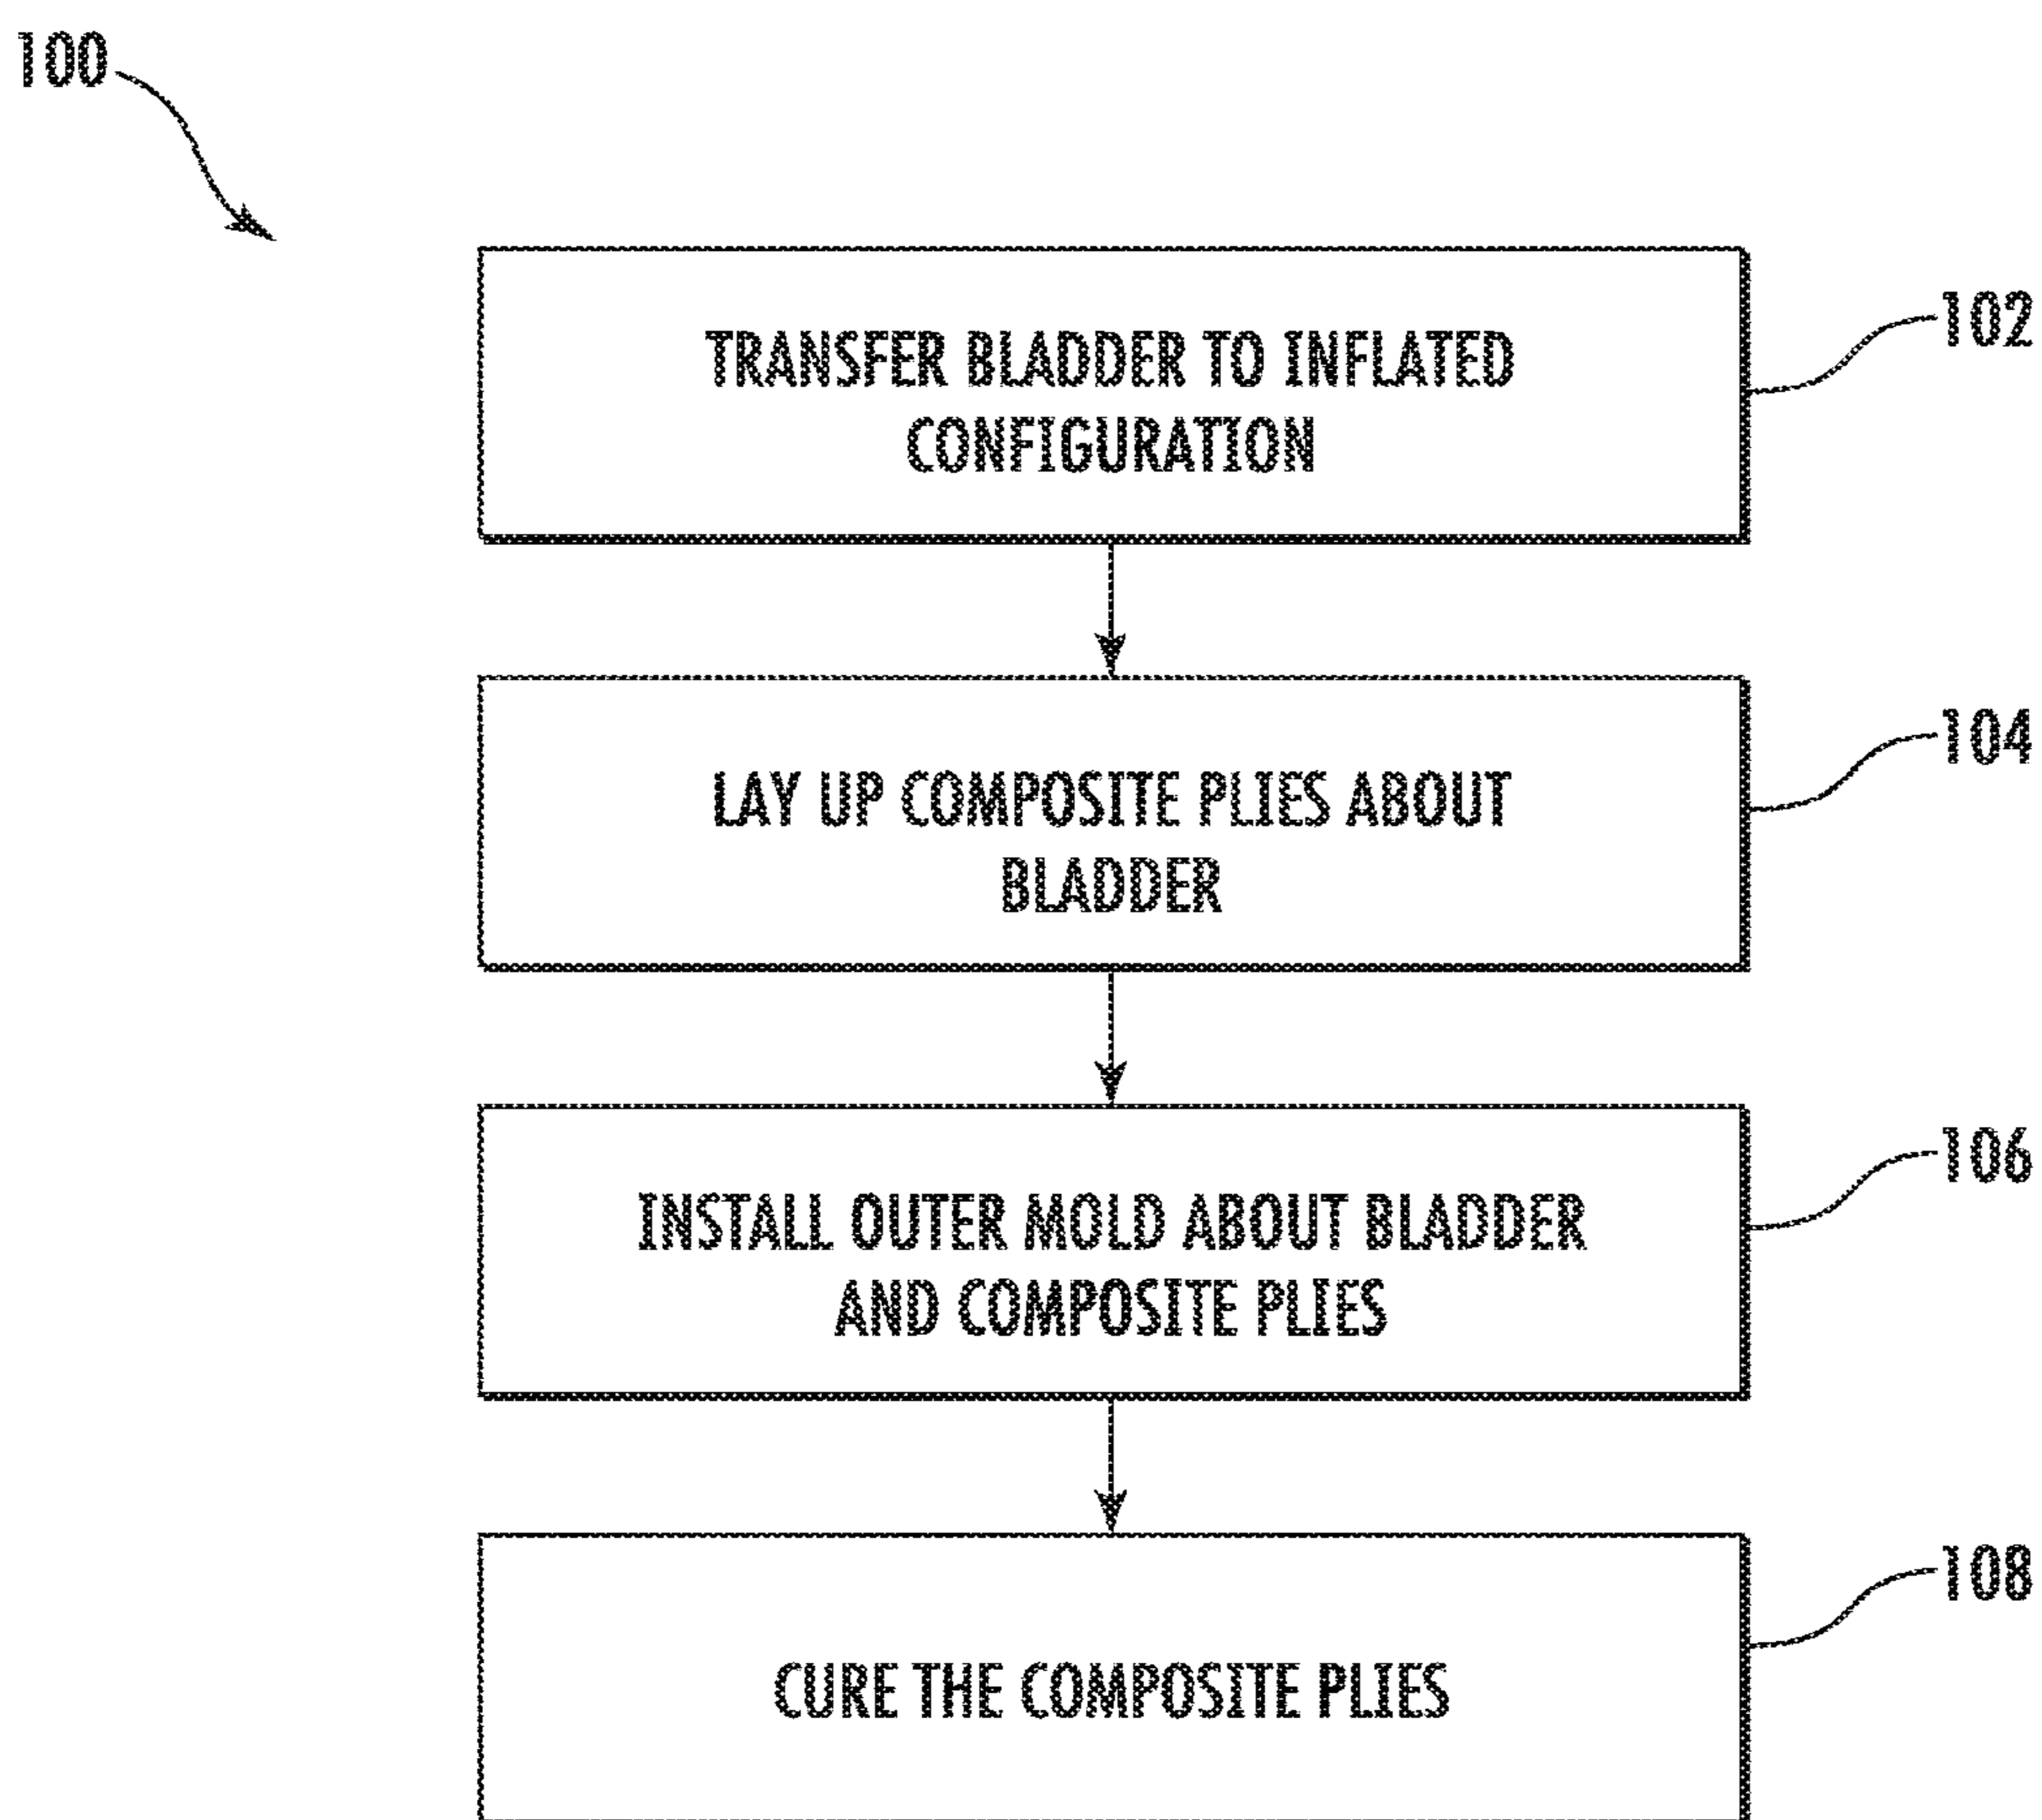 100
TRANSFER BLADDER TO INFLATED
CONFIGURATION
102
LAY UP COMPOSITE PLIES ABOUT
BLADDER
104
INSTALL OUTER MOLD ABOUT BLADDER
AND COMPOSITE PLIES
106
CURE THE COMPOSITE PLIES
108